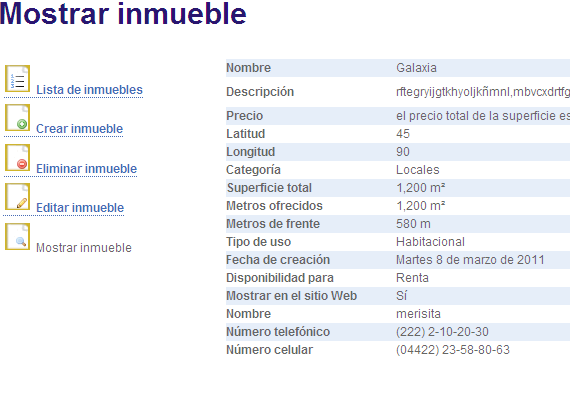 Mostrar inmueble
Lista de inmuebles
Crear inmueble
Eliminar inmueble
Editar inmueble
Mostrar inmueble
Nombre Galaxia
Descripción rftegryijgtkhyoljkñmnl,mbvcxdrtfg
Precio el precio total de la superficie es
Latitud 45
Longitud 90
Categoría Locales
Superficie total 1,200 m²
Metros ofrecidos 1,200 m²
Metros de frente 580 m
Tipo de uso Habitacional
Fecha de creación Martes 8 de marzo de 2011
Disponibilidad para Renta
Mostrar en el sitio Web Sí
Nombre merisita
Número telefónico (222) 2-10-20-30
Número celular (04422) 23-58-80-63